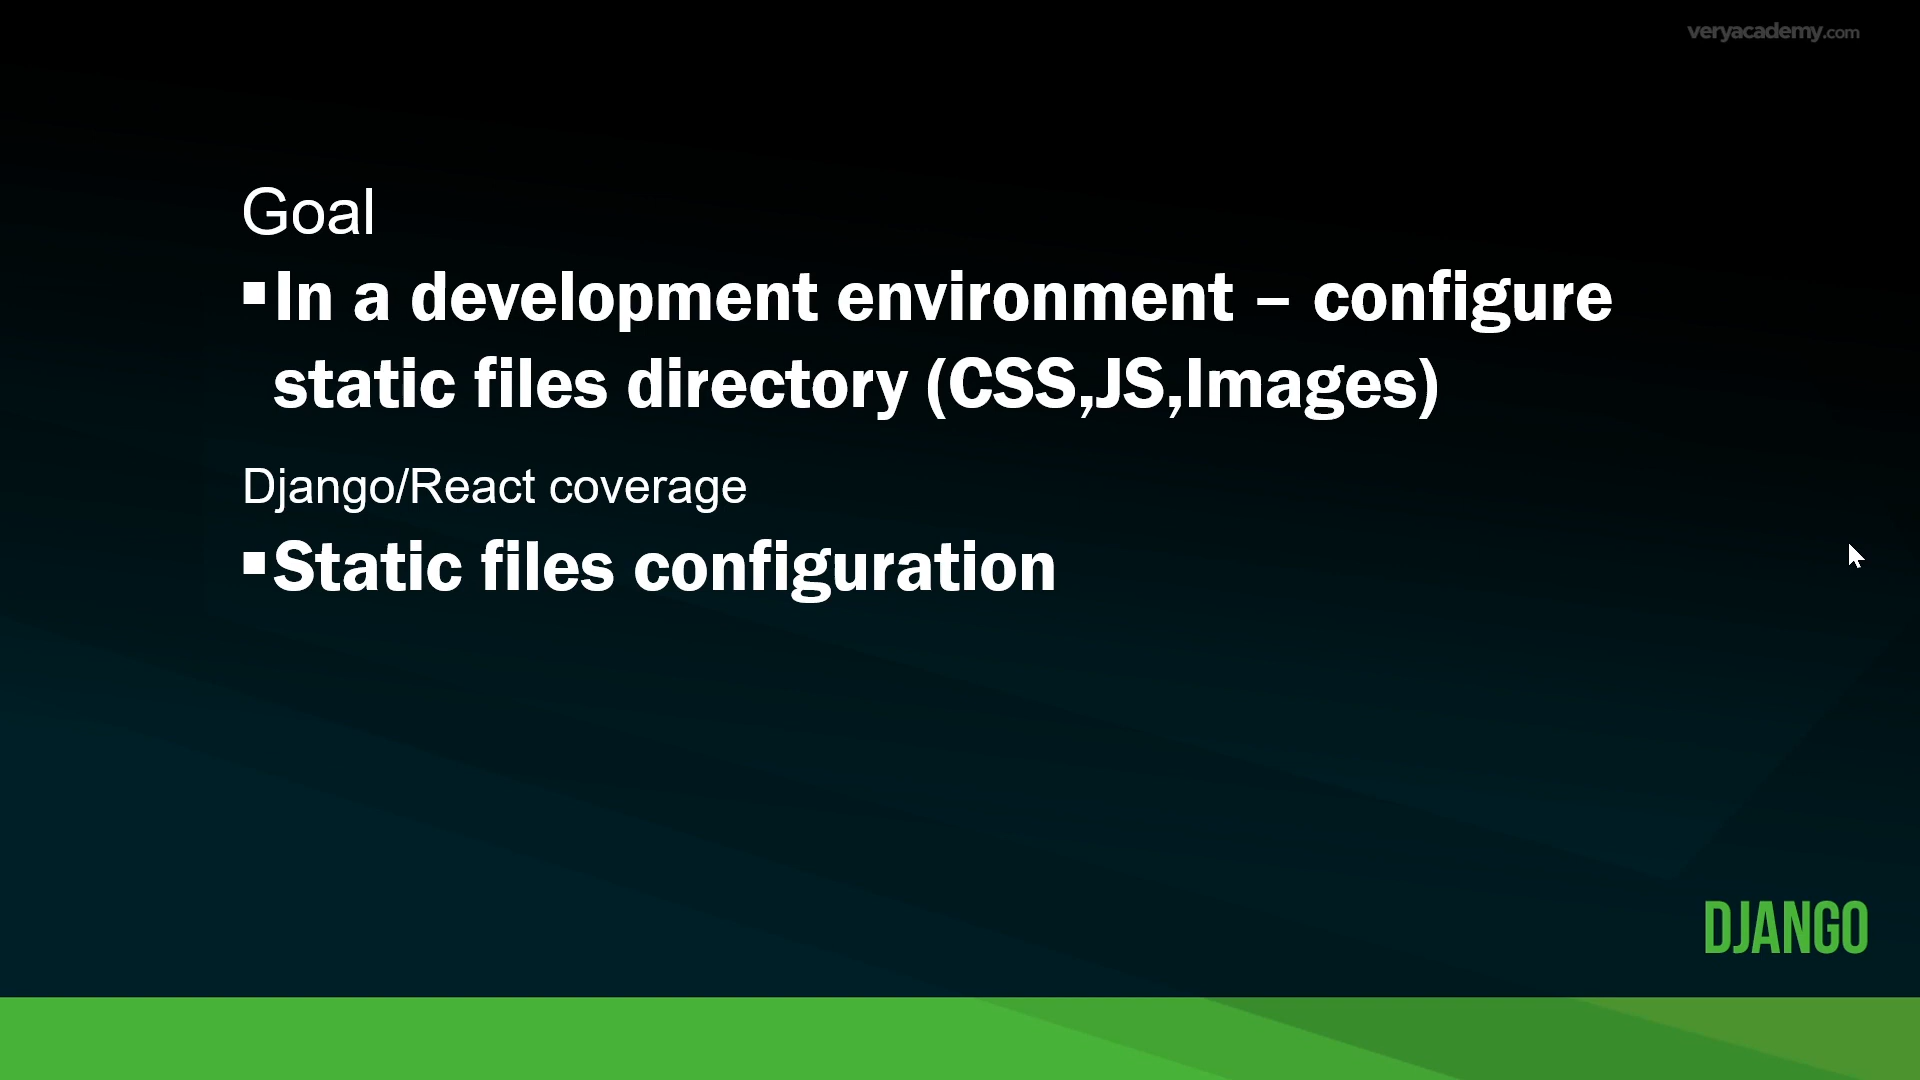 veryacademy.com
Goal
▪In a development environment – configure
static files directory (CSS,JS,Images)
Django/React coverage
▪Static files configuration
DJANGO